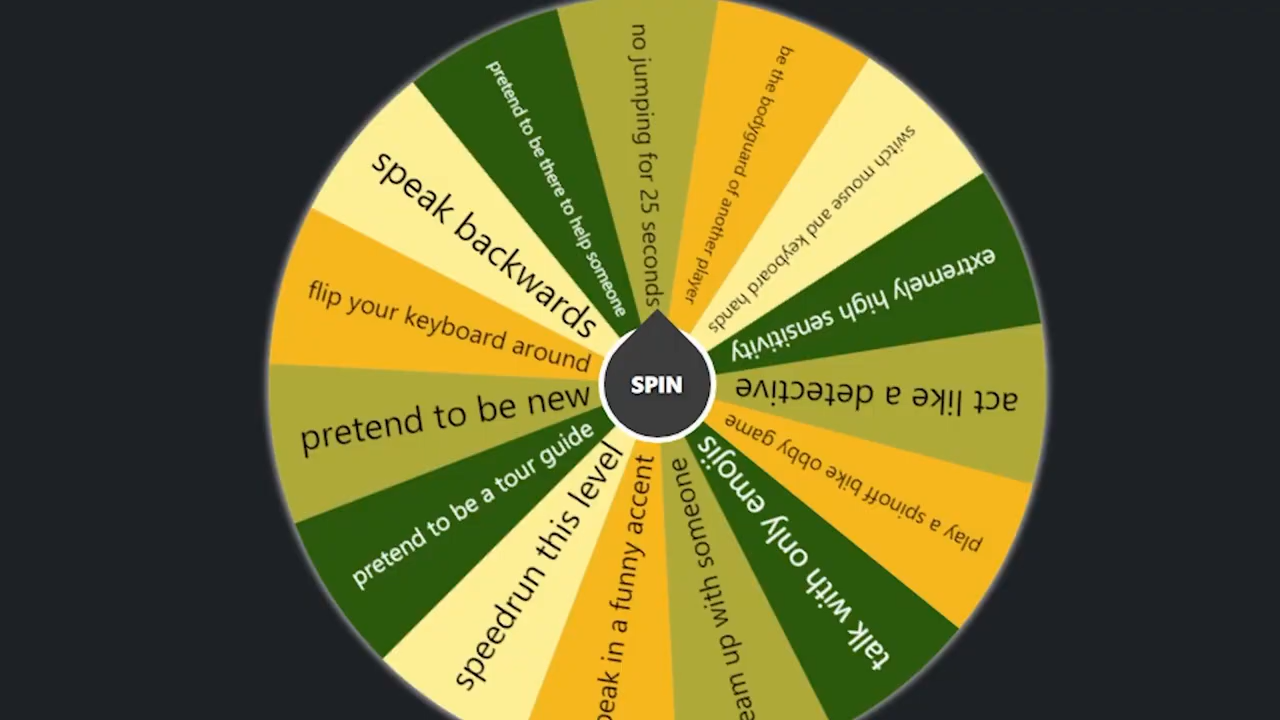 no jumping for 25 seconds
be the bodyguard of another player
switch mouse and keyboard hands
extremely high sensitivity
act like a detective
play a spinoff bike obby game
talk with only emojis
eam up with someone
peak in a funny accent
speedrun this level
pretend to be a tour guide
pretend to be new
flip your keyboard around
speak backwards
pretend to be there to help someone
SPIN